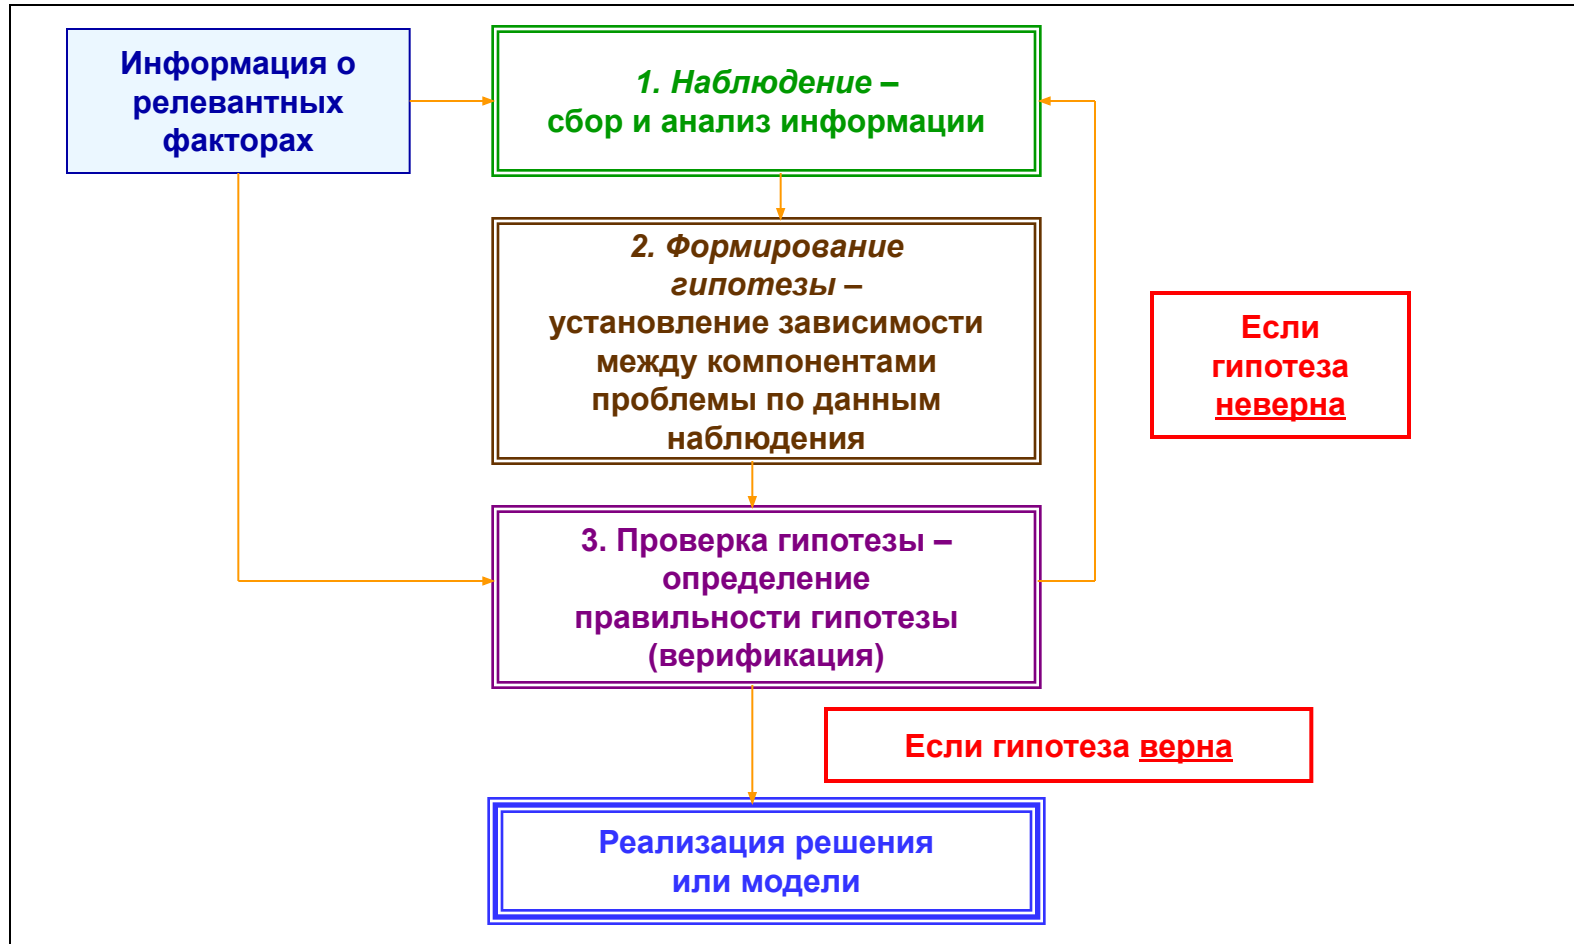 Информация о
релевантных
факторах
1. Наблюдение –
сбор и анализ информации
2. Формирование
гипотезы –
установление зависимости
между компонентами
проблемы по данным
наблюдения
Если
гипотеза
неверна
3. Проверка гипотезы –
определение
правильности гипотезы
(верификация)
Если гипотеза верна
Реализация решения
или модели